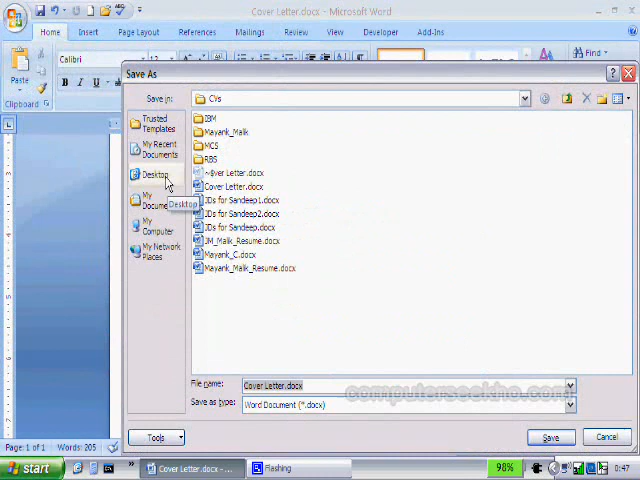 Cover Letter.docx - Microsoft Word
Home Insert Page Layout References Mailings Review View Developer Add-Ins
Calibri 12 Find
Paste B I U
Clipboard
Save As
Save in: CVs
Trusted Templates
My Recent Documents
Desktop
My Docume
Desktop
My Computer
My Network Places
IBM
Mayank_Malik
MCS
RBS
~$ver Letter.docx
Cover Letter.docx
JDs for Sandeep1.docx
JDs for Sandeep2.docx
JDs for Sandeep.docx
JM_Malik_Resume.docx
Mayank_C.docx
Mayank_Malik_Resume.docx
File name: Cover Letter.docx
computerseekho.com
Save as type: Word Document (*.docx)
Tools Save Cancel
Page: 1 of 1 Words: 205
start Cover Letter.docx - ... Flashing 98% 0:47